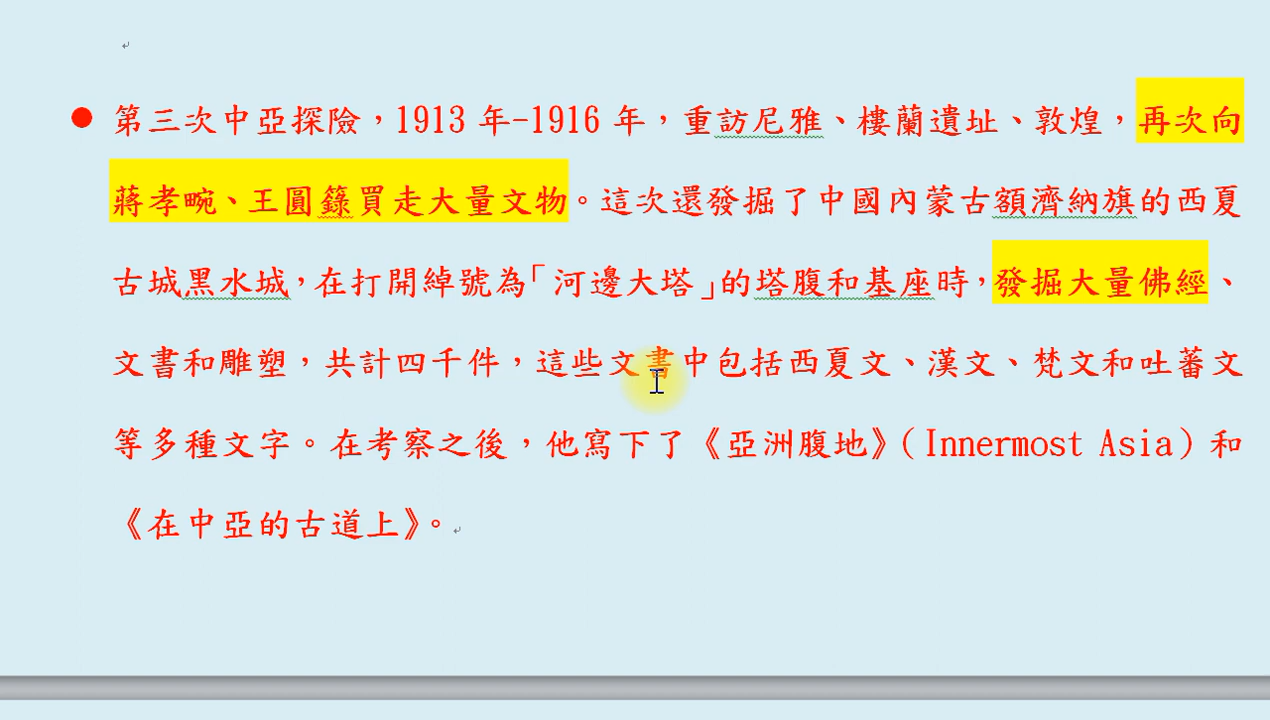 ● 第三次中亞探險，1913 年-1916 年，重訪尼雅、樓蘭遺址、敦煌，再次向
蔣孝畹、王圓籙買走大量文物。這次還發掘了中國內蒙古額濟納旗的西夏
古城黑水城，在打開綽號為「河邊大塔」的塔腹和基座時，發掘大量佛經、
文書和雕塑，共計四千件，這些文書中包括西夏文、漢文、梵文和吐蕃文
等多種文字。在考察之後，他寫下了《亞洲腹地》（Innermost Asia）和
《在中亞的古道上》。